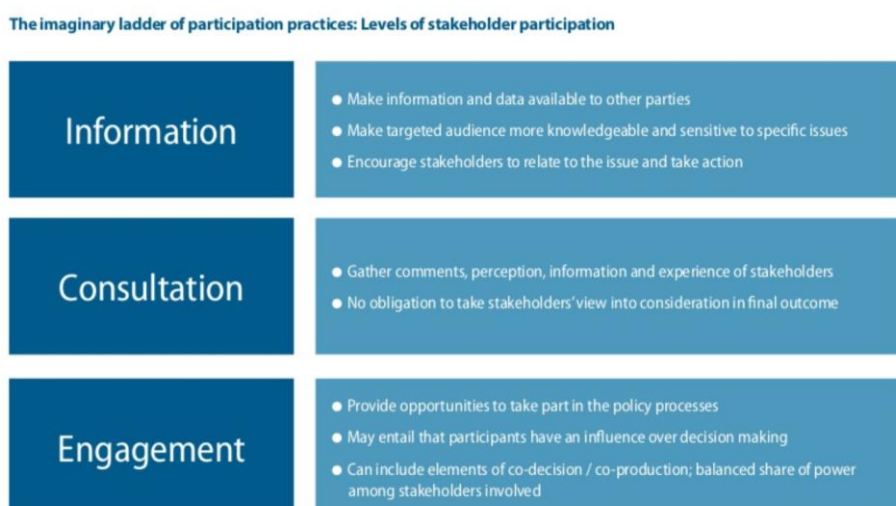 The imaginary ladder of participation practices: Levels of stakeholder participation
Information
● Make information and data available to other parties
● Make targeted audience more knowledgeable and sensitive to specific issues
● Encourage stakeholders to relate to the issue and take action
Consultation
● Gather comments, perception, information and experience of stakeholders
● No obligation to take stakeholders' view into consideration in final outcome
Engagement
● Provide opportunities to take part in the policy processes
● May entail that participants have an influence over decision making
● Can include elements of co-decision / co-production; balanced share of power
among stakeholders involved